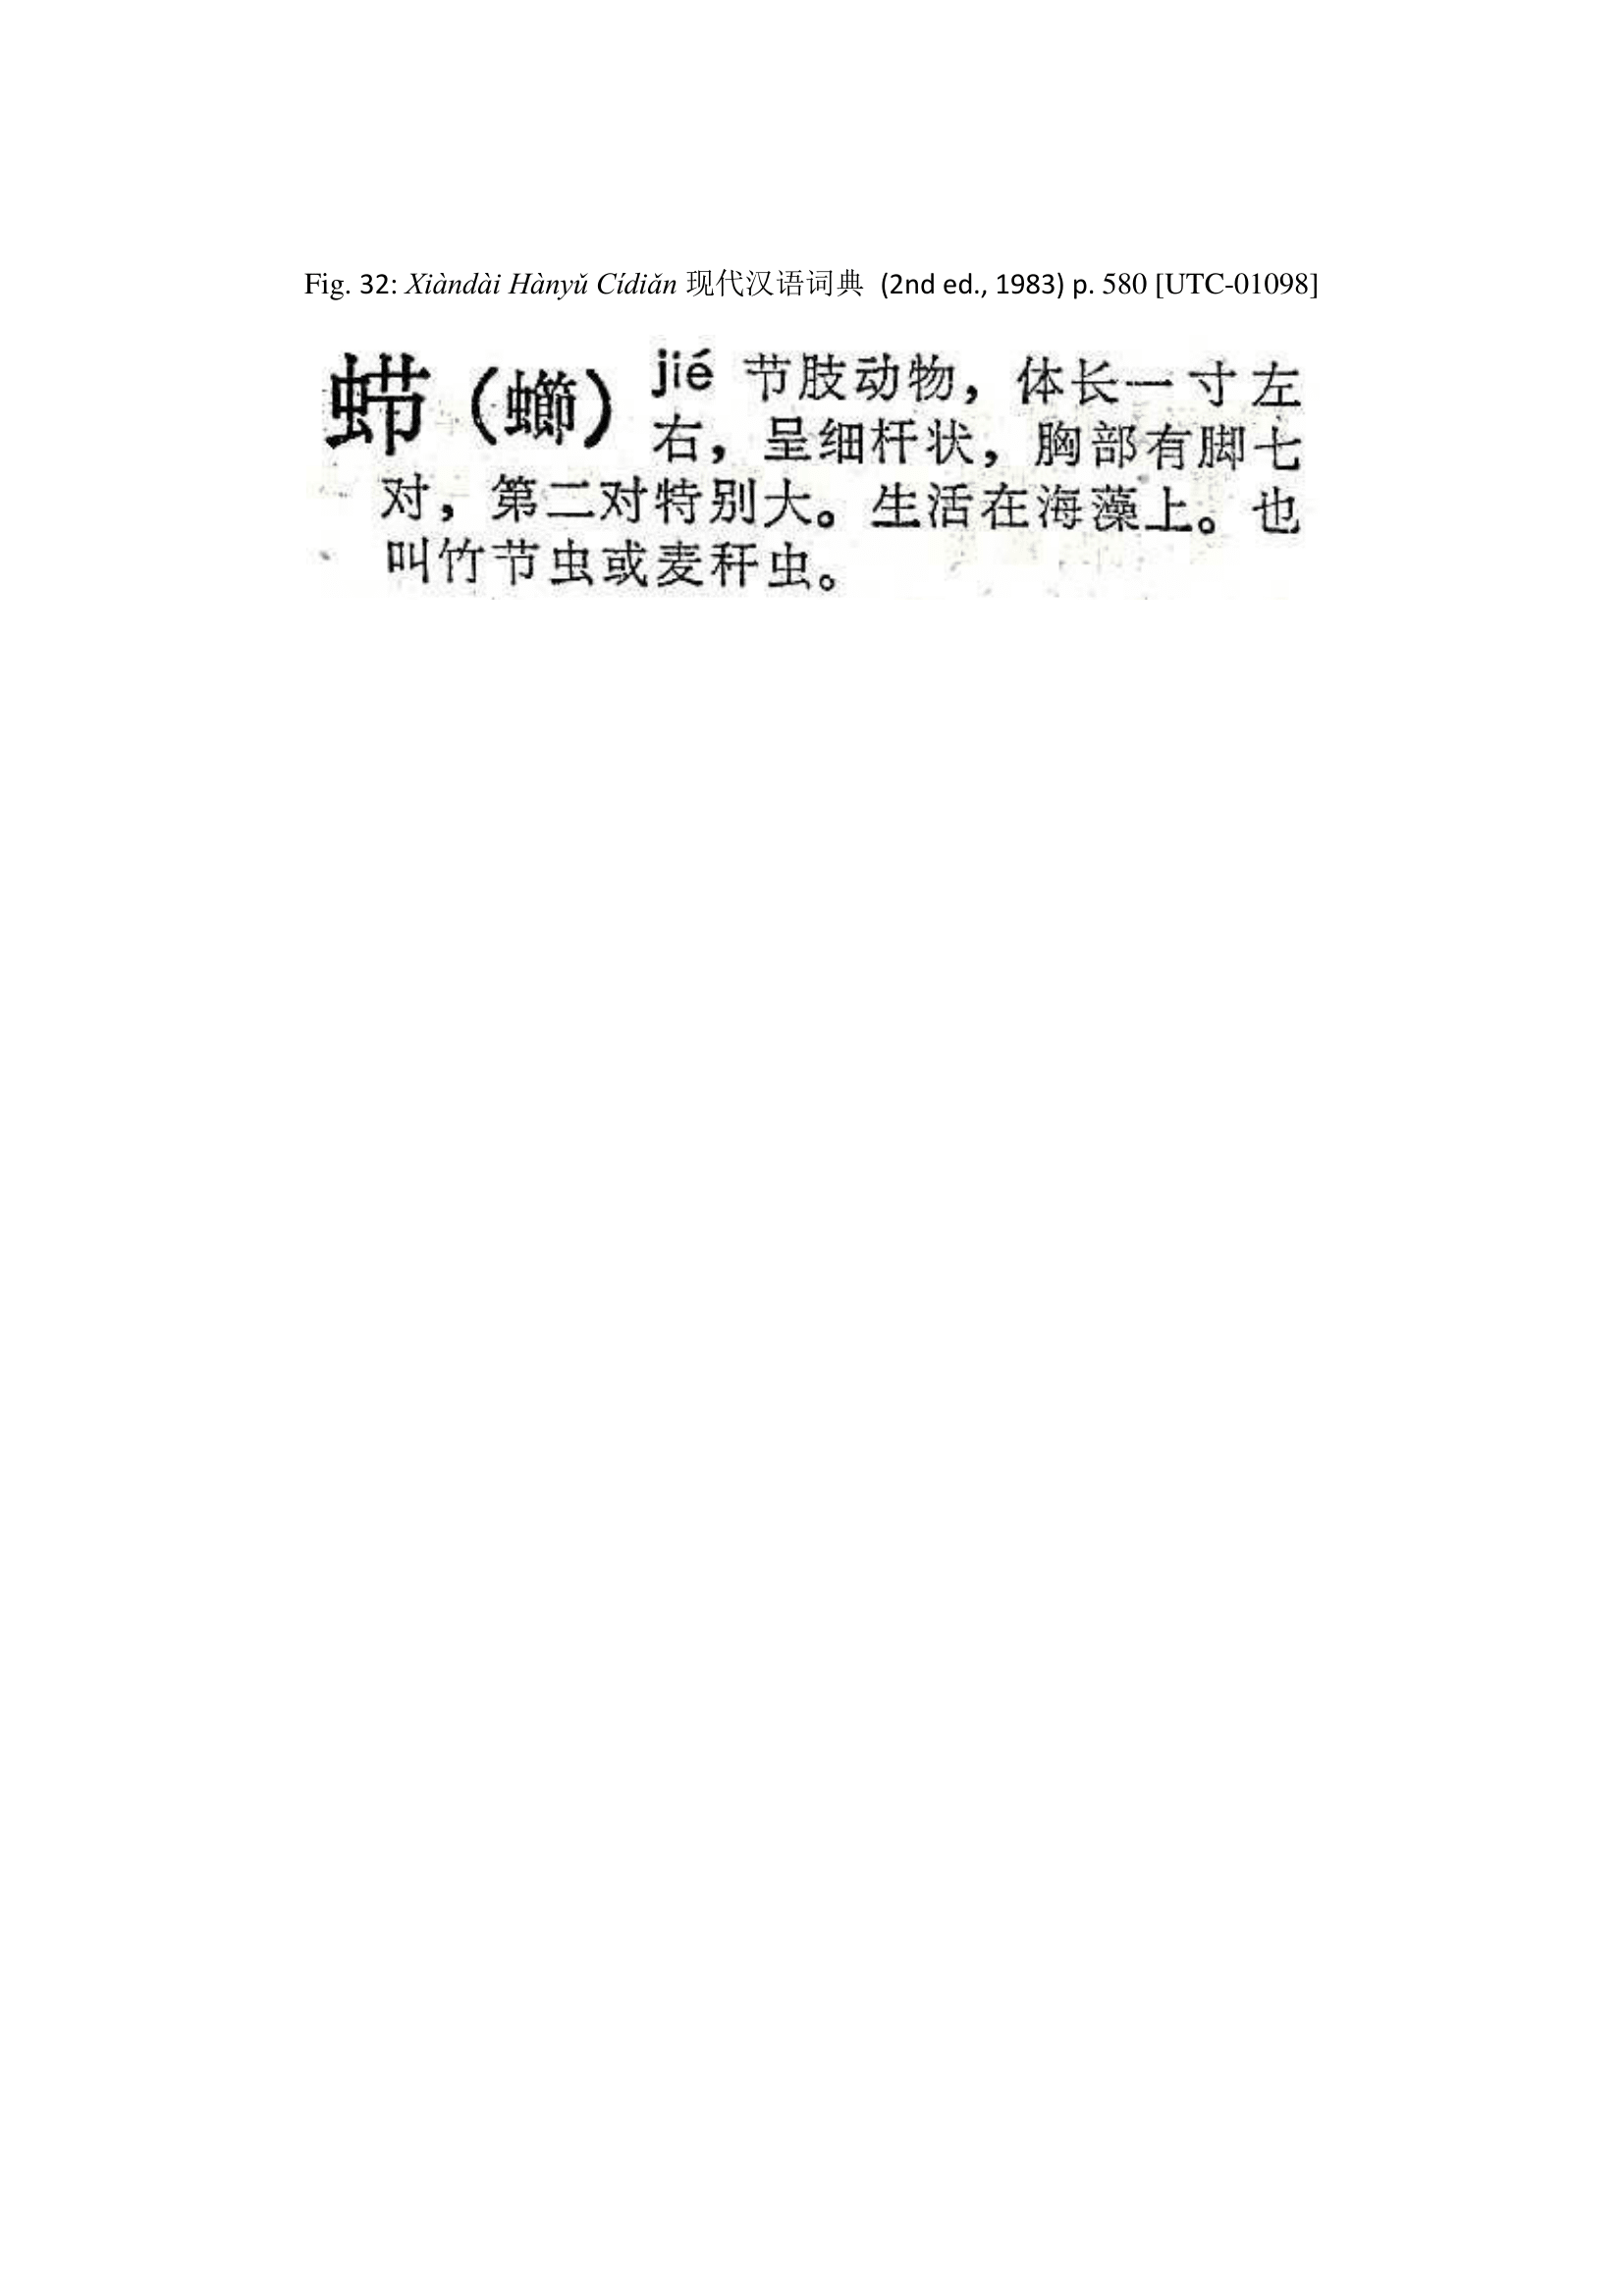 Fig. 32: Xiàndài Hànyǔ Cídiǎn 现代汉语词典 (2nd ed., 1983) p. 580 [UTC-01098]
jié 节肢动物，体长一寸左
右，呈细杆状，胸部有脚七
对，第二对特别大。生活在海藻上。也
叫竹节虫或麦秆虫。